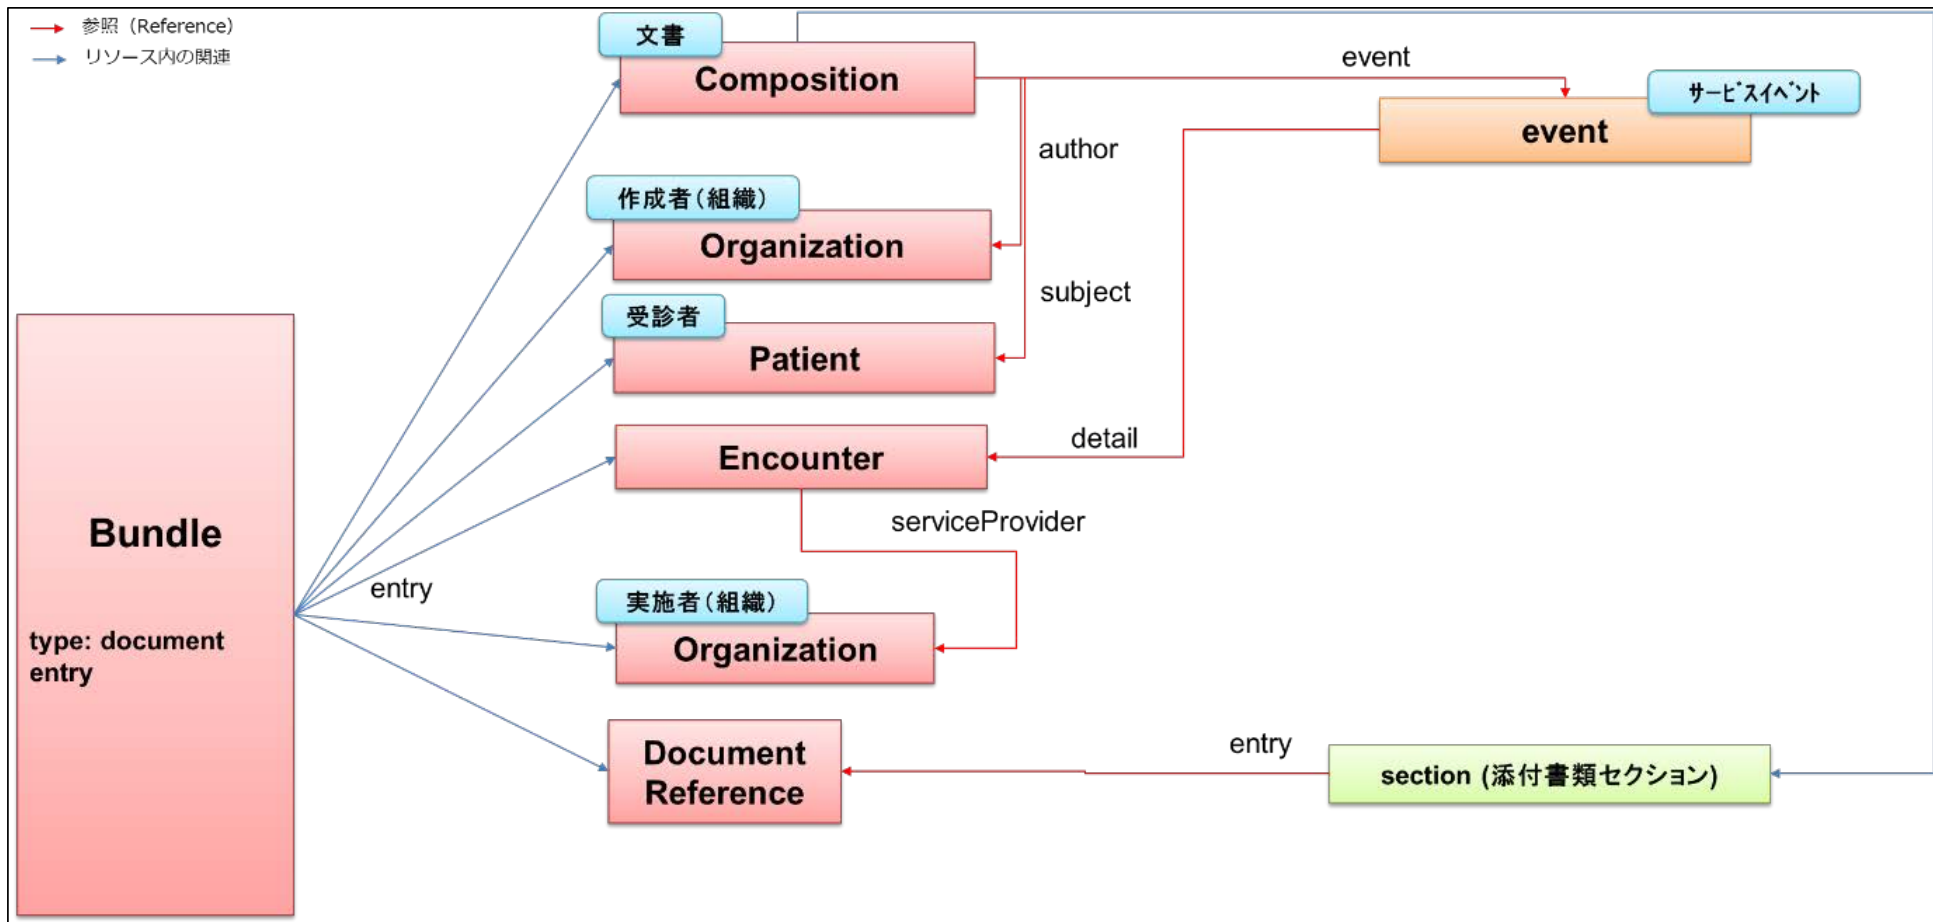 参照（Reference）
リソース内の関連
文書
Composition
event
サービスイベント
event
author
作成者（組織）
Organization
subject
受診者
Patient
detail
Encounter
serviceProvider
Bundle
entry
実施者（組織）
Organization
type: document
entry
Document
Reference
entry
section (添付書類セクション)